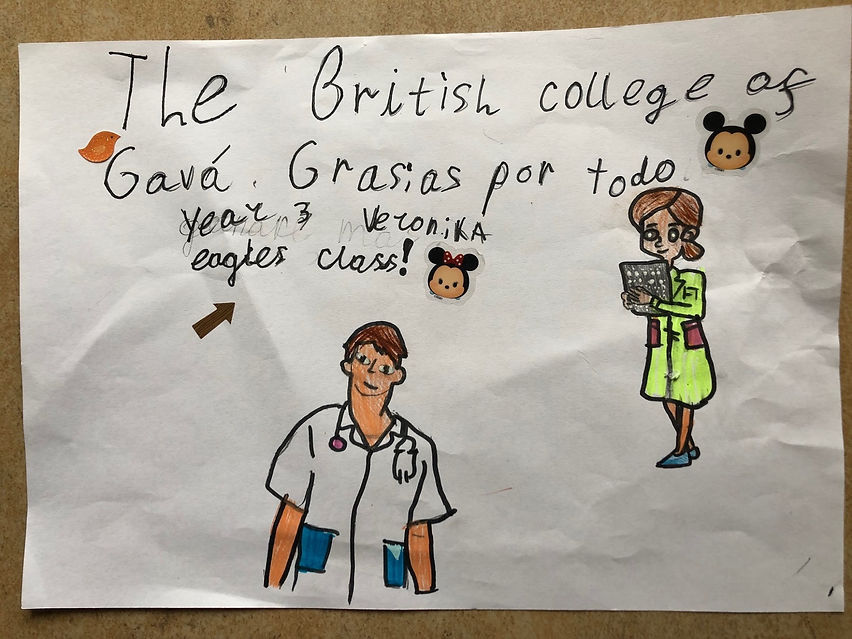 The British college of
Gavá. Grasias por todo
year 3 Veronika
eagles class!